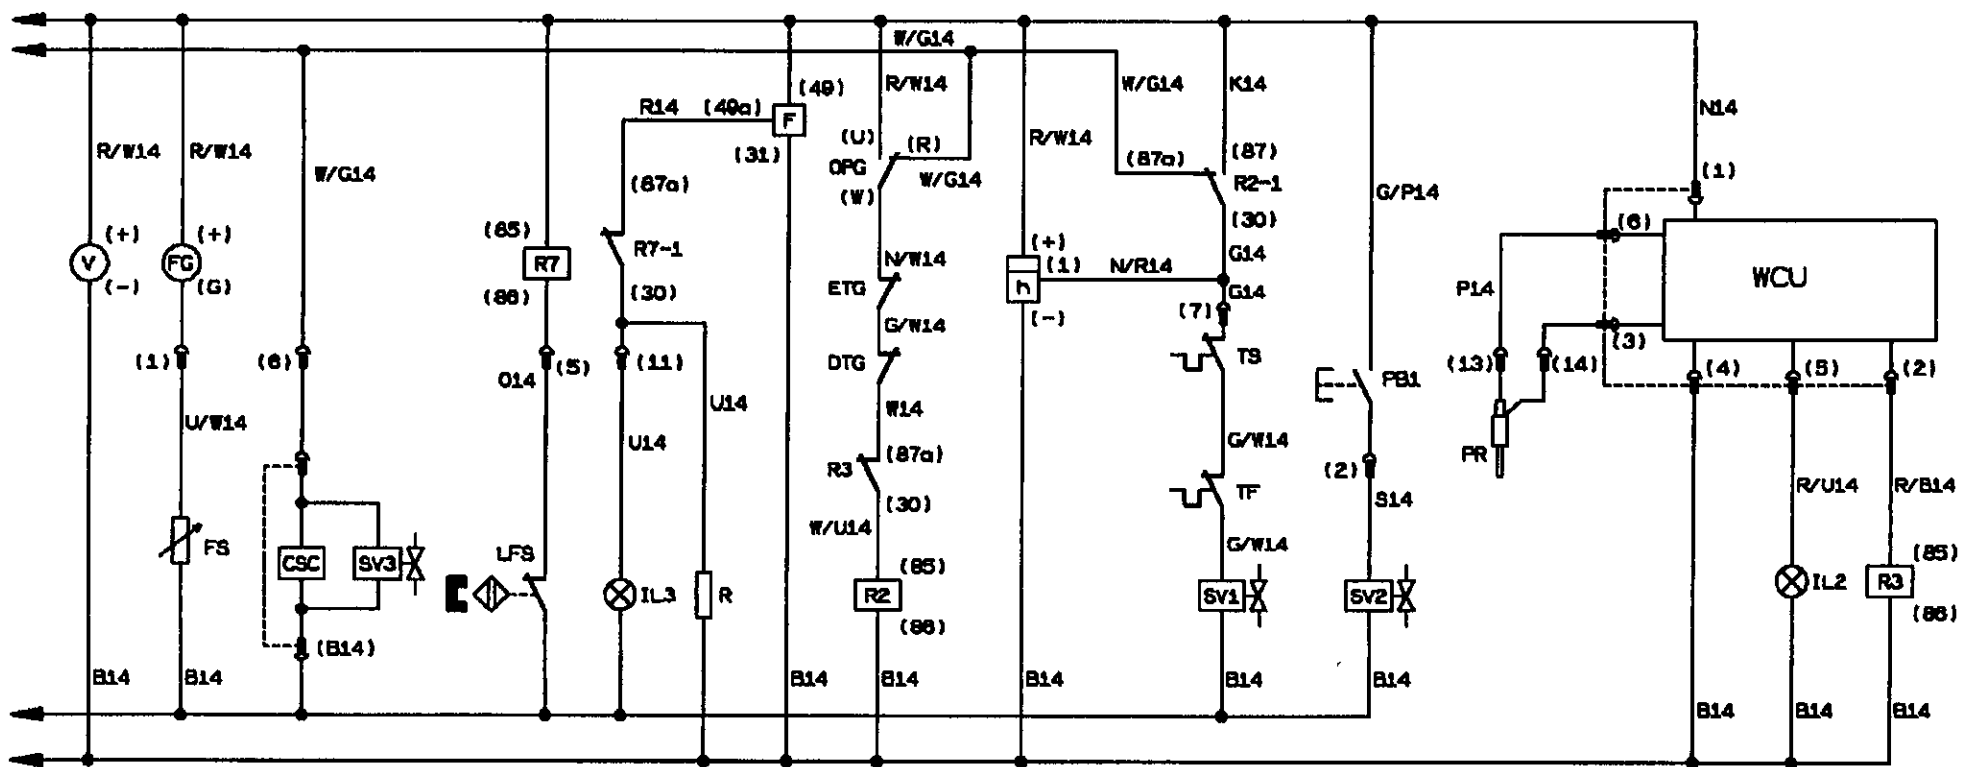 W/G14
R/W14
R/W14
W/G14
R14
(49a)
(49)
F
(31)
R/W14
(U)
(R)
OPG
W/G14
(W)
R/W14
W/G14
K14
(87a)
(87)
R2-1
(30)
G/P14
N14
(1)
(87a)
R7-1
(30)
(85)
R7
(86)
V
(+)
(-)
FG
(+)
(G)
N/W14
ETG
G/W14
DTG
W14
(+)
(1)
h
(-)
N/R14
G14
G14
(7)
TS
P14
(6)
WCU
(3)
(13)
(14)
(4)
(5)
(2)
(1)
(6)
O14
(5)
(11)
U14
U14
PB1
U/W14
R3
(87a)
(30)
W/U14
G/W14
TF
G/W14
(2)
S14
PR
R/U14
R/B14
FS
CSC
SV3
LFS
IL3
R
(85)
R2
(86)
SV1
SV2
IL2
(85)
R3
(86)
(B14)
B14
B14
B14
B14
B14
B14
B14
B14
B14
B14